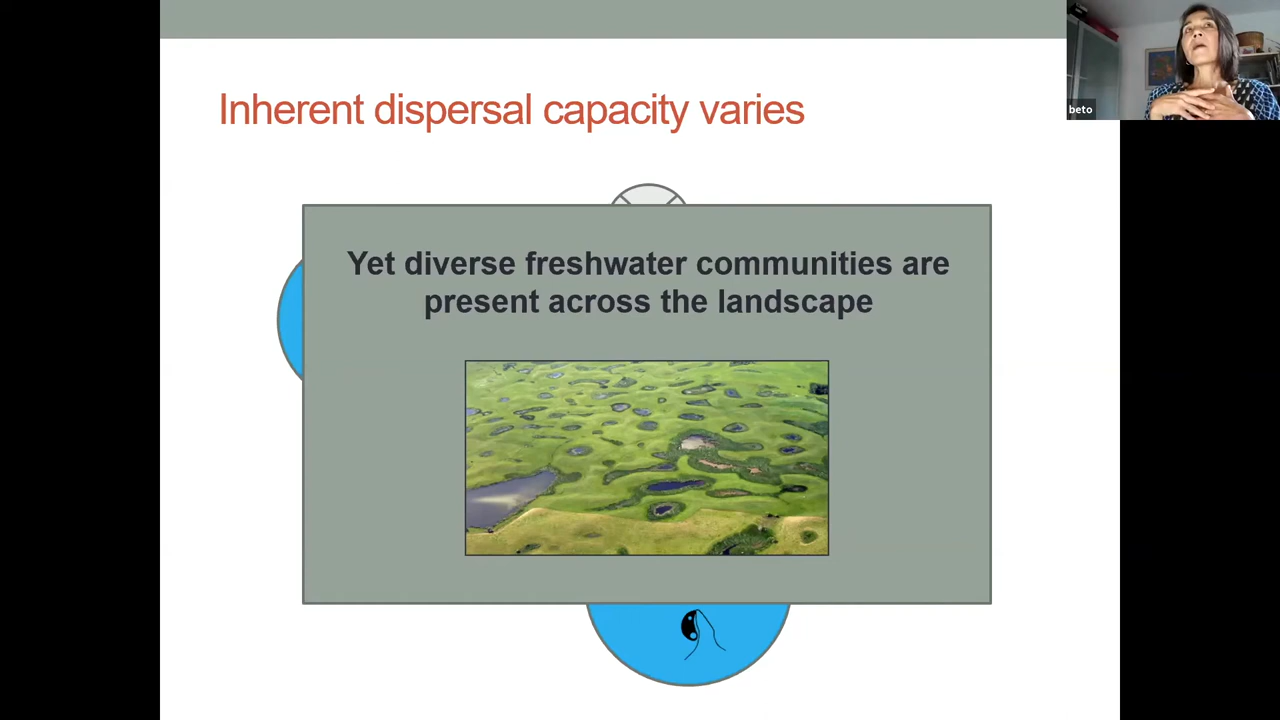 beto
Inherent dispersal capacity varies
Yet diverse freshwater communities are
present across the landscape